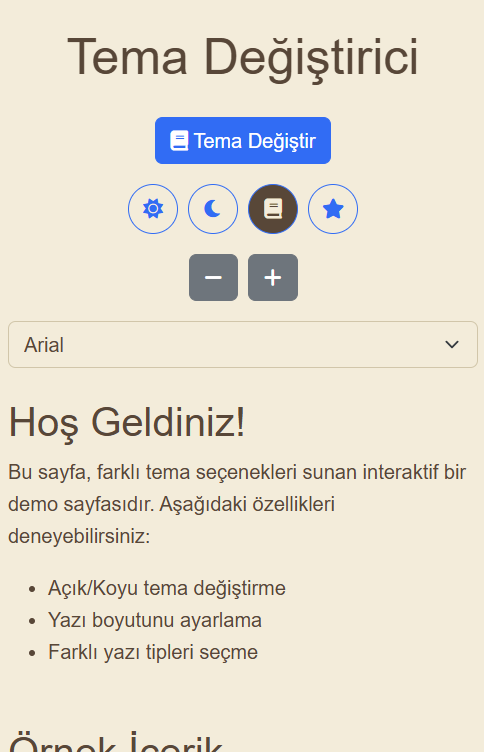 Tema Değiştirici
Tema Değiştir
Arial
Hoş Geldiniz!
Bu sayfa, farklı tema seçenekleri sunan interaktif bir
demo sayfasıdır. Aşağıdaki özellikleri
deneyebilirsiniz:
Açık/Koyu tema değiştirme
Yazı boyutunu ayarlama
Farklı yazı tipleri seçme
Örnek İçerik